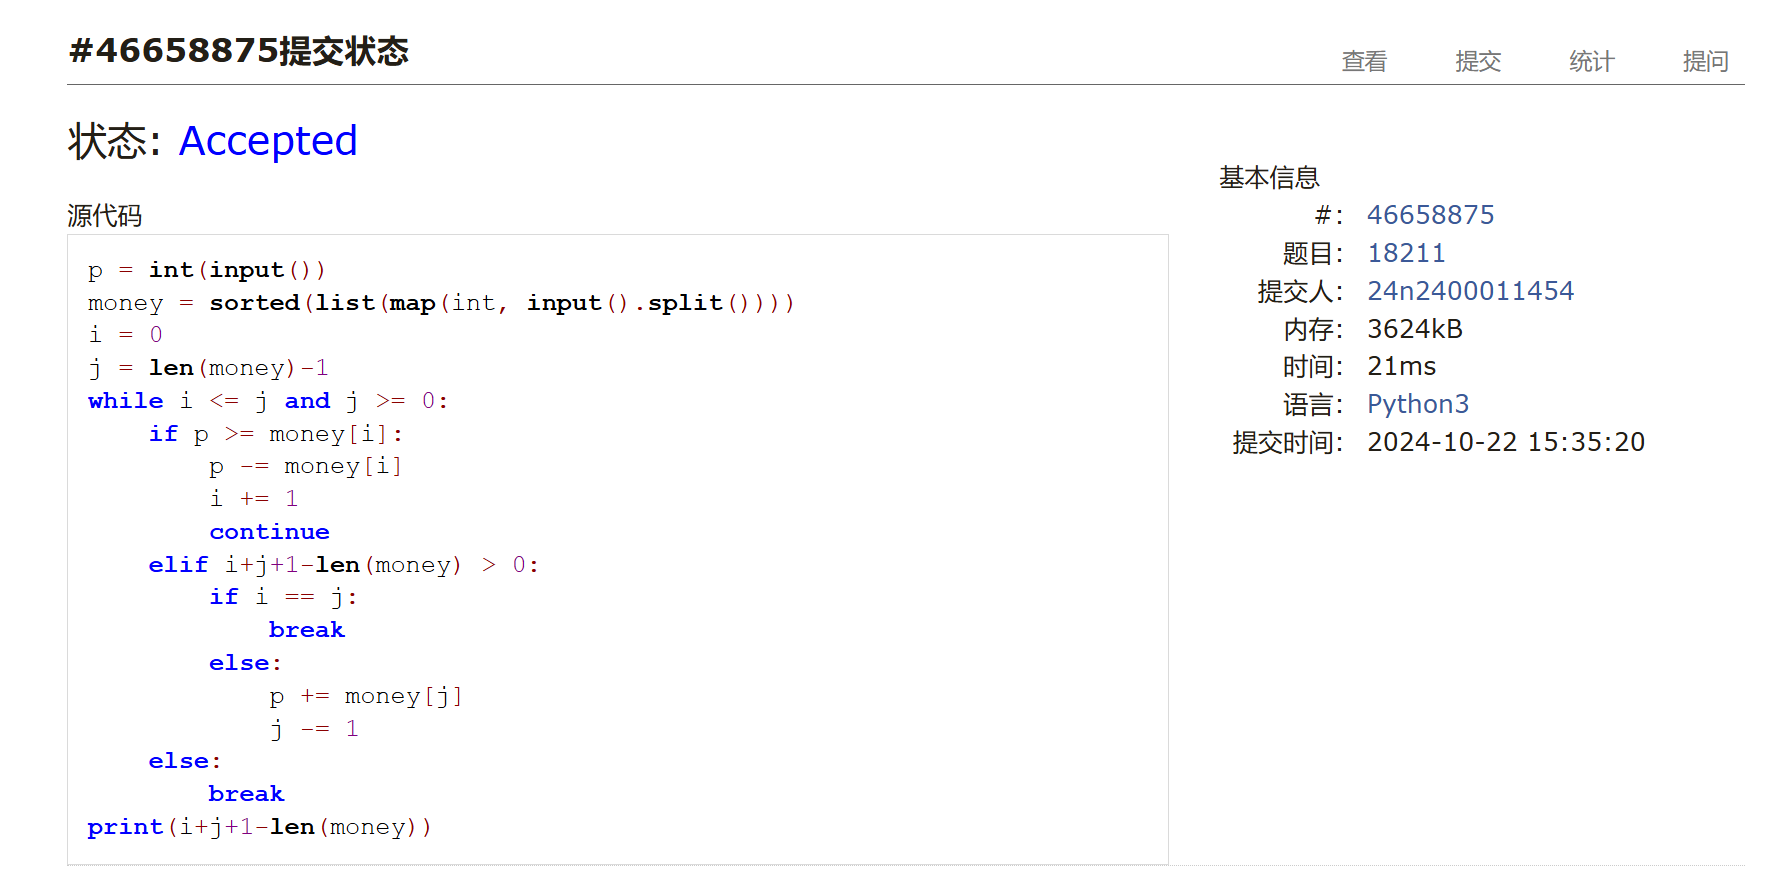 #46658875提交状态
查看 提交 统计 提问
状态: Accepted
源代码
p = int(input())
money = sorted(list(map(int, input().split())))
i = 0
j = len(money)-1
while i <= j and j >= 0:
    if p >= money[i]:
        p -= money[i]
        i += 1
        continue
    elif i+j+1-len(money) > 0:
        if i == j:
            break
        else:
            p += money[j]
            j -= 1
    else:
        break
print(i+j+1-len(money))
基本信息
#: 46658875
题目: 18211
提交人: 24n2400011454
内存: 3624kB
时间: 21ms
语言: Python3
提交时间: 2024-10-22 15:35:20